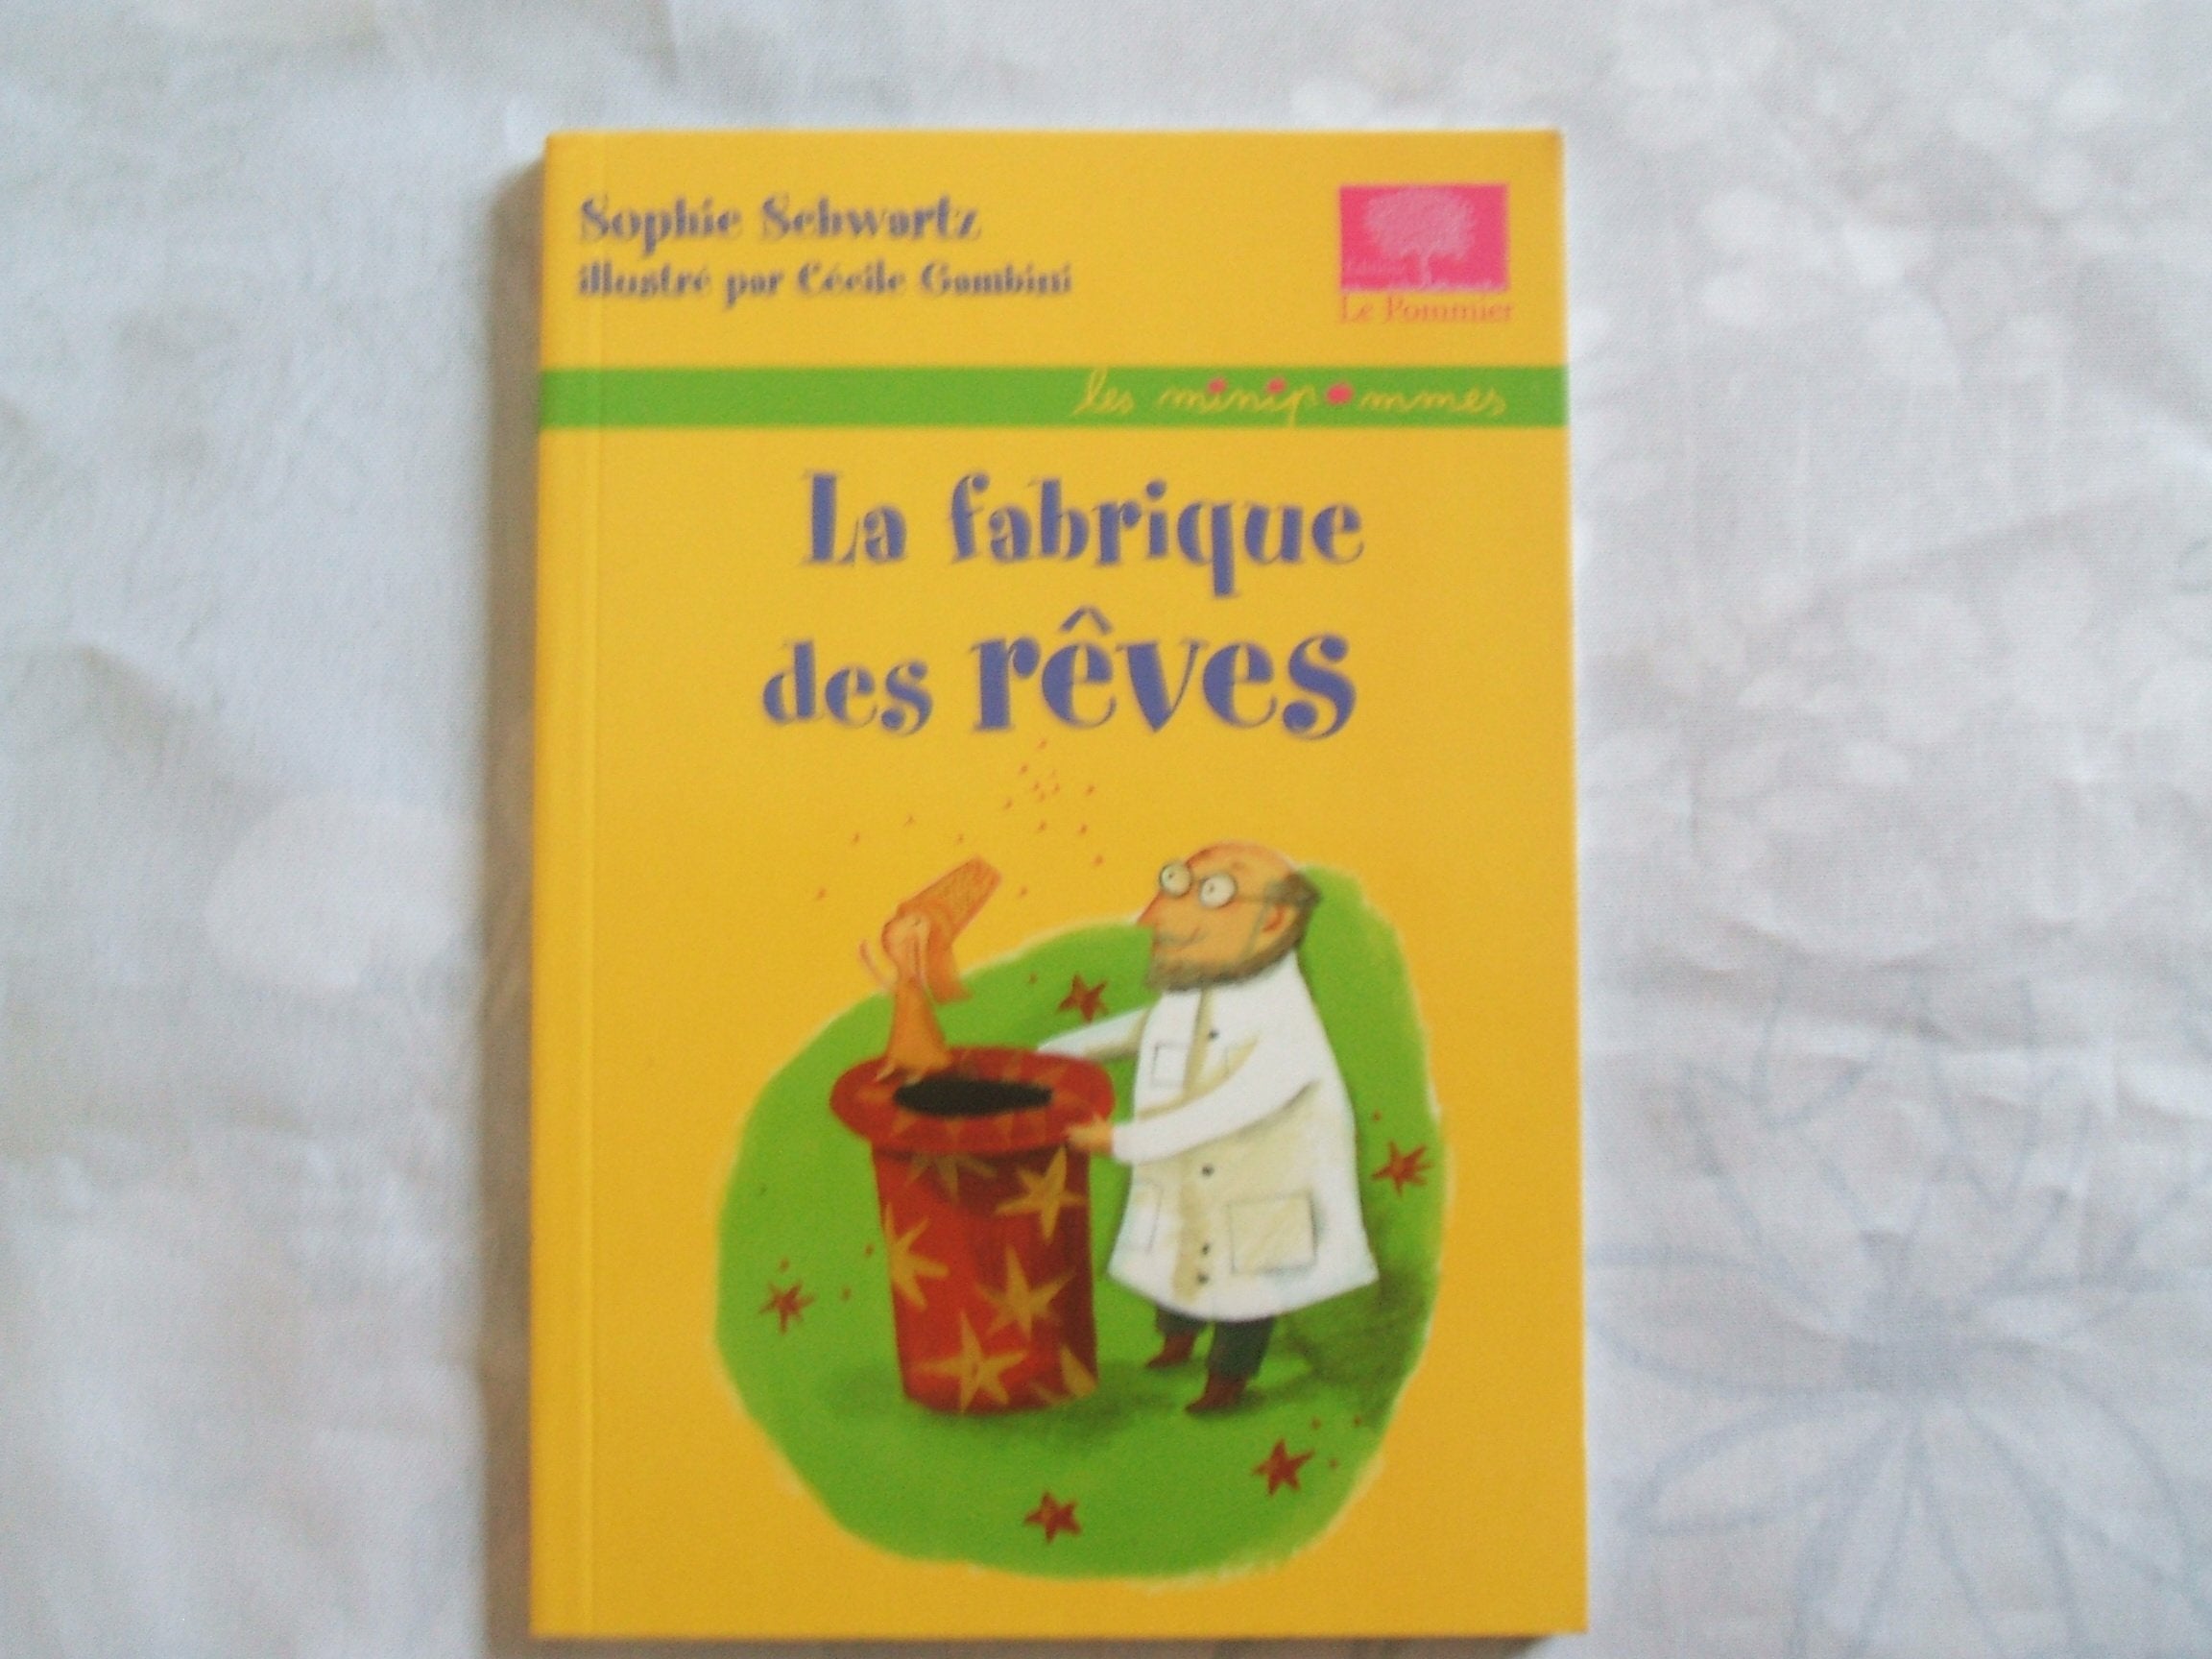 Sophie Schwartz
illustré par Cécile Gambini
Le Pommier
les minipommes
La fabrique
des rêves